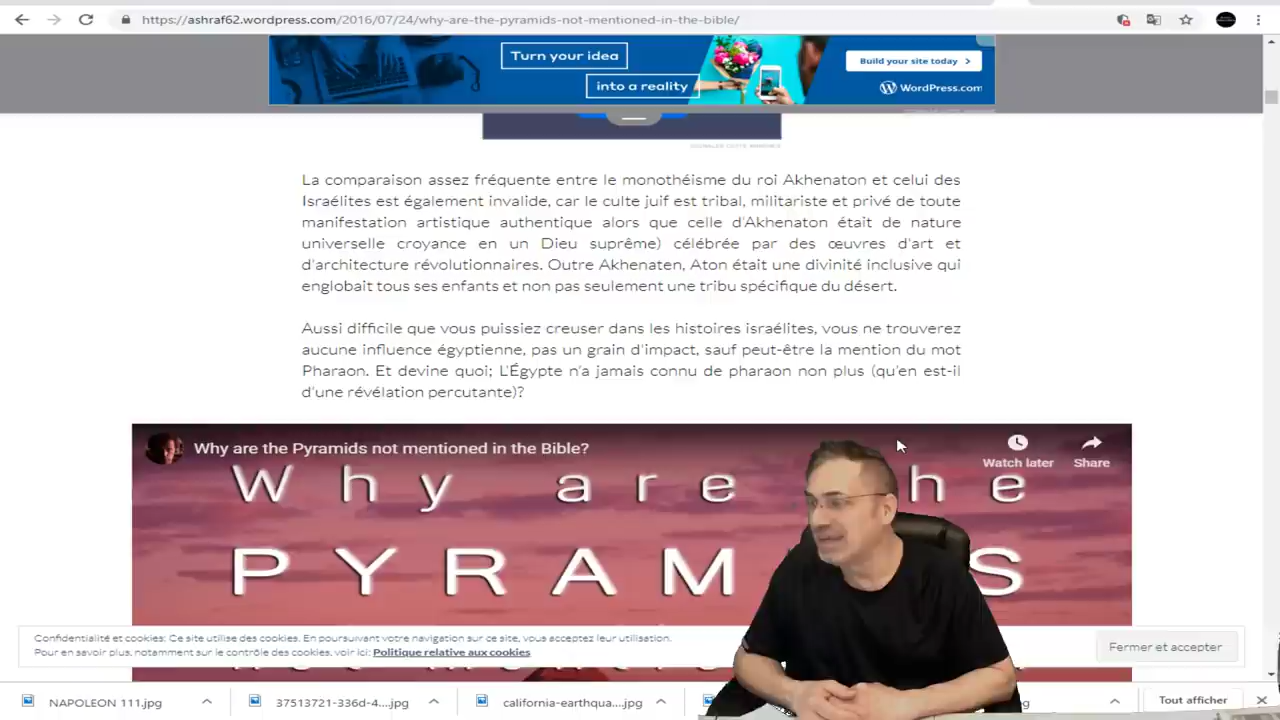 https://ashraf62.wordpress.com/2016/07/24/why-are-the-pyramids-not-mentioned-in-the-bible/
Turn your idea
into a reality
Build your site today >
WordPress.com
La comparaison assez fréquente entre le monothéisme du roi Akhenaton et celui des
Israélites est également invalide, car le culte juif est tribal, militariste et privé de toute
manifestation artistique authentique alors que celle d'Akhenaton était de nature
universelle croyance en un Dieu suprême) célébrée par des œuvres d'art et
d'architecture révolutionnaires. Outre Akhenaten, Aton était une divinité inclusive qui
englobait tous ses enfants et non pas seulement une tribu spécifique du désert.
Aussi difficile que vous puissiez creuser dans les histoires israélites, vous ne trouverez
aucune influence égyptienne, pas un grain d'impact, sauf peut-être la mention du mot
Pharaon. Et devine quoi; L'Égypte n'a jamais connu de pharaon non plus (qu'en est-il
d'une révélation percutante)?
Why are the Pyramids not mentioned in the Bible?
Watch later
Share
Why are he
PYRAM S
Confidentialité et cookies: Ce site utilise des cookies. En poursuivant votre navigation sur ce site, vous acceptez leur utilisation.
Pour en savoir plus, notamment sur le contrôle des cookies, voir ici: Politique relative aux cookies
Fermer et accepter
NAPOLEON 111.jpg
37513721-336d-4....jpg
california-earthqua....jpg
Tout afficher